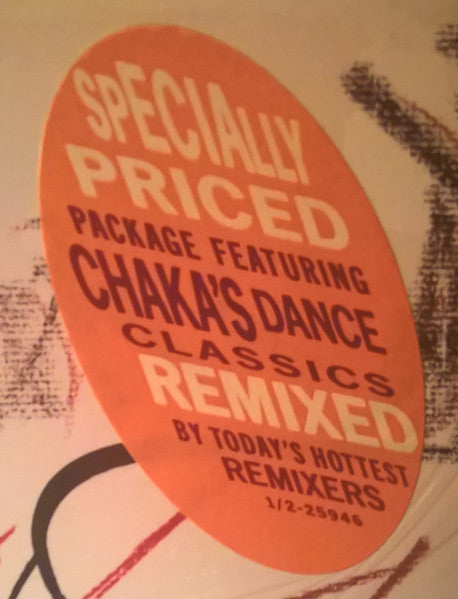 SPECIALLY
PRICED
PACKAGE FEATURING
CHAKA'S DANCE
CLASSICS
REMIXED
BY TODAY'S HOTTEST
REMIXERS
1/2-25946